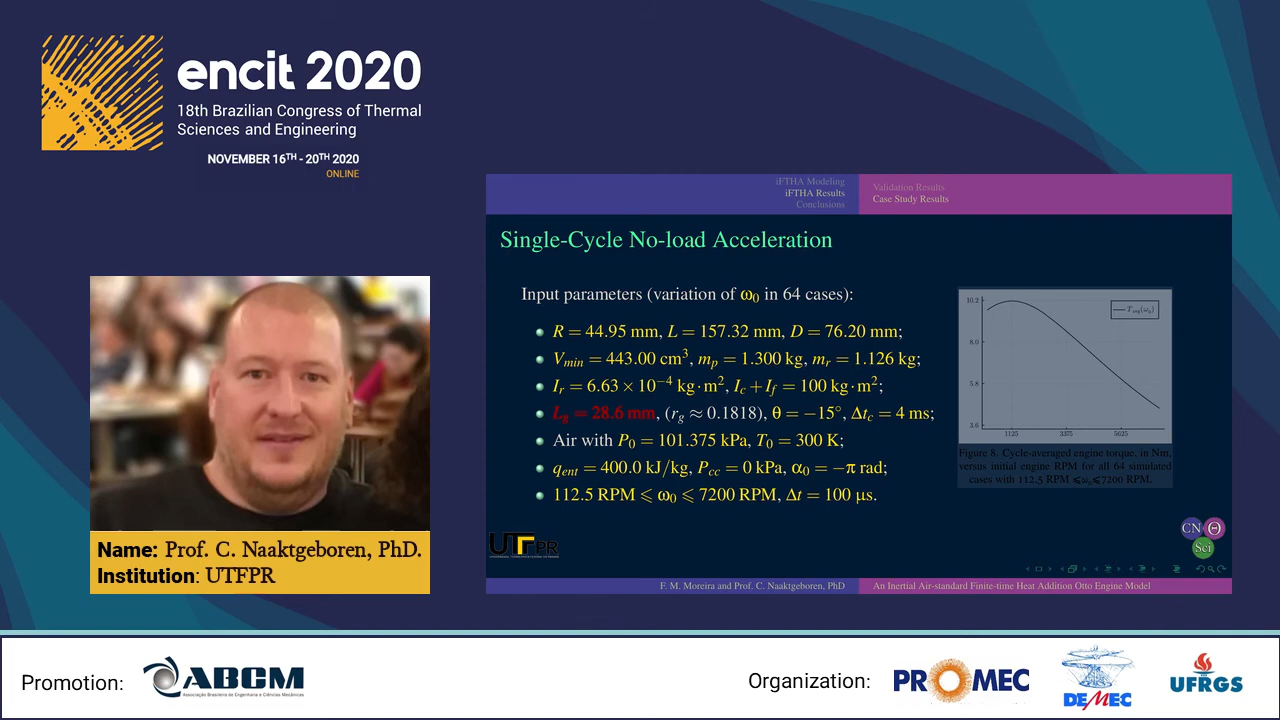 encit 2020
18th Brazilian Congress of Thermal
Sciences and Engineering
NOVEMBER 16TH - 20TH 2020
ONLINE
iFTHA Modeling
iFTHA Results
Conclusions
Validation Results
Case Study Results
Single-Cycle No-load Acceleration
Input parameters (variation of ω₀ in 64 cases):
R = 44.95 mm, L = 157.32 mm, D = 76.20 mm;
Vmin = 443.00 cm³, mp = 1.300 kg, mr = 1.126 kg;
Ir = 6.63 × 10⁻⁴ kg·m², Ic + If = 100 kg·m²;
Lg = 28.6 mm, (rg ≈ 0.1818), θ = −15°, Δtc = 4 ms;
Air with P₀ = 101.375 kPa, T₀ = 300 K;
qent = 400.0 kJ/kg, Pcc = 0 kPa, α₀ = −π rad;
112.5 RPM ⩽ ω₀ ⩽ 7200 RPM, Δt = 100 μs.
10.2
8.0
5.8
3.6
1125 3375 5625
Tavg(ω₀)
Figure 8. Cycle-averaged engine torque, in Nm,
versus initial engine RPM for all 64 simulated
cases with 112.5 RPM ⩽ω₀⩽7200 RPM.
UTFPR
CN Θ
Sci
F. M. Moreira and Prof. C. Naaktgeboren, PhD
An Inertial Air-standard Finite-time Heat Addition Otto Engine Model
Name: Prof. C. Naaktgeboren, PhD.
Institution: UTFPR
Promotion:
ABCM
Associação Brasileira de Engenharia e Ciências Mecânicas
Organization:
PROMEC
DEMEC
UFRGS